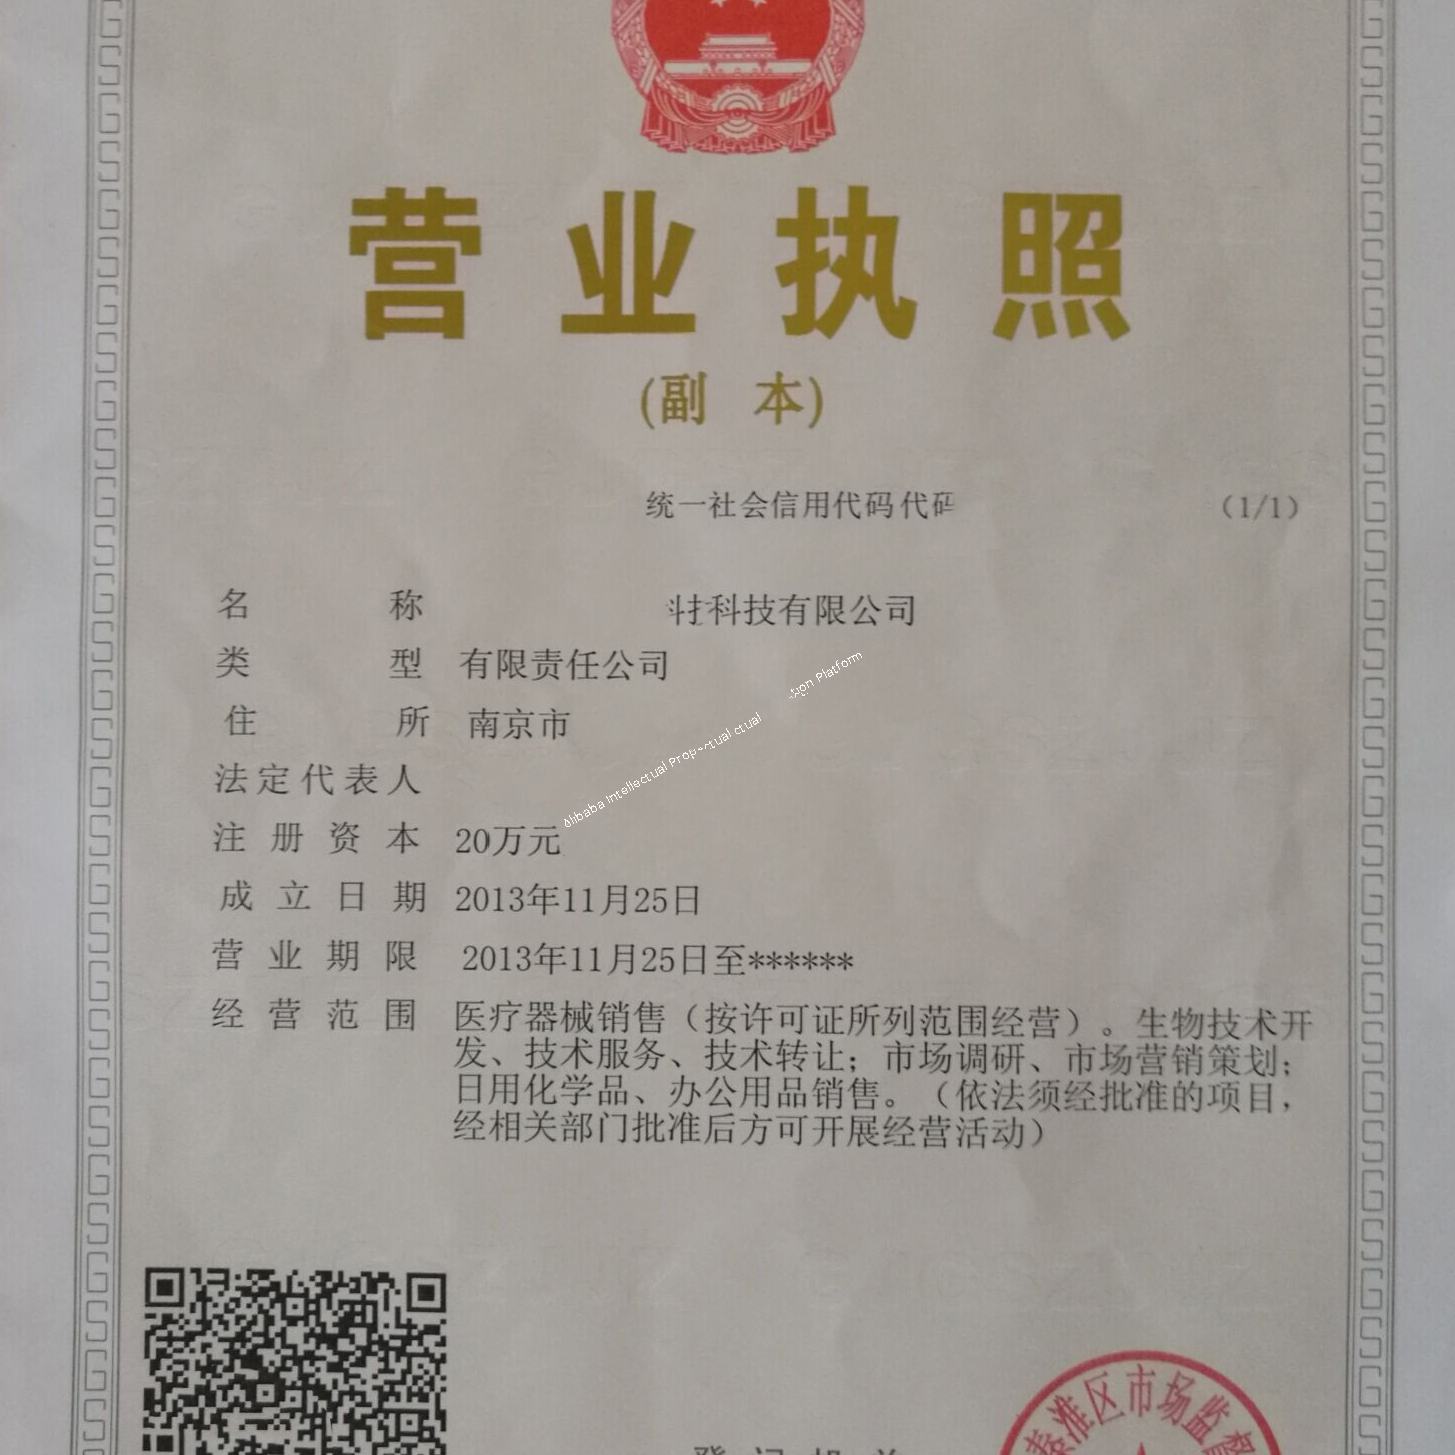 营业执照
(副 本)
统一社会信用代码代码 (1/1)
名 称 科技科技有限公司
类 型 有限责任公司
住 所 南京市
法定代表人
注 册 资 本 20万元
成 立 日 期 2013年11月25日
营 业 期 限 2013年11月25日至******
经 营 范 围 医疗器械销售（按许可证所列范围经营）。生物技术开
发、技术服务、技术转让；市场调研、市场营销策划；
日用化学品、办公用品销售。（依法须经批准的项目，
经相关部门批准后方可开展经营活动）
Alibaba Intellectual Platform
秦淮区市场监
登 记 机 关